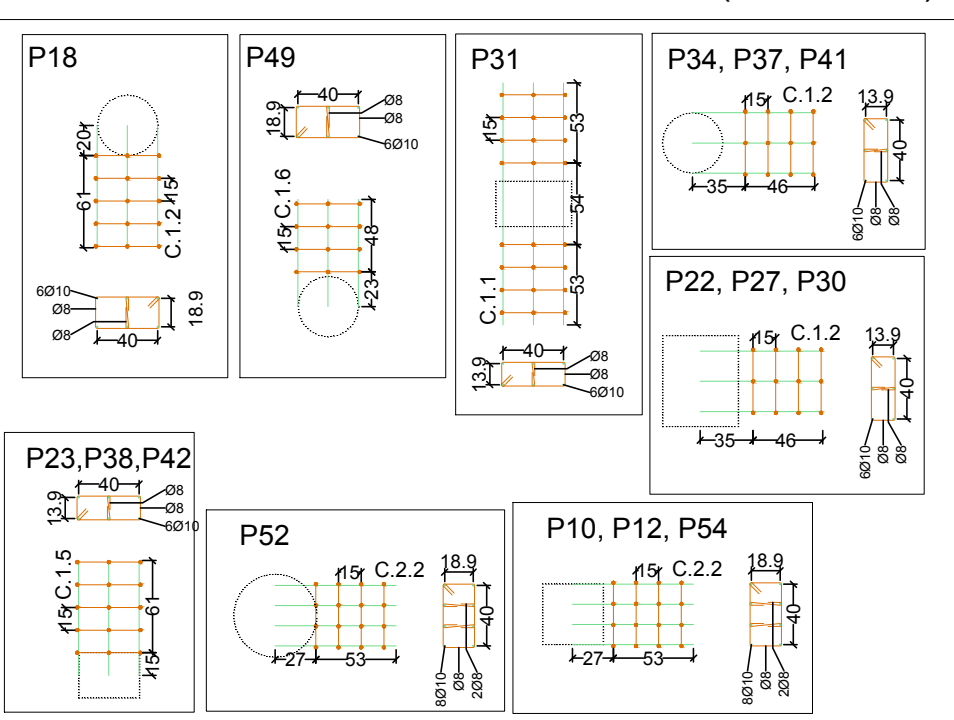 P18
20
61
15
C.1.2
6Ø10
Ø8
Ø8
40
18.9
P49
40
18.9
Ø8
Ø8
6Ø10
C.1.6
15
48
23
P31
15
53
54
53
C.1.1
40
13.9
Ø8
Ø8
6Ø10
P34, P37, P41
15
C.1.2
13.9
40
35
46
6Ø10
Ø8
Ø8
P22, P27, P30
15
C.1.2
13.9
40
35
46
6Ø10
Ø8
Ø8
P23,P38,P42
40
13.9
Ø8
Ø8
6Ø10
C.1.5
15
61
15
P52
15
C.2.2
18.9
40
27
53
8Ø10
Ø8
2Ø8
P10, P12, P54
15
C.2.2
18.9
40
27
53
8Ø10
Ø8
2Ø8